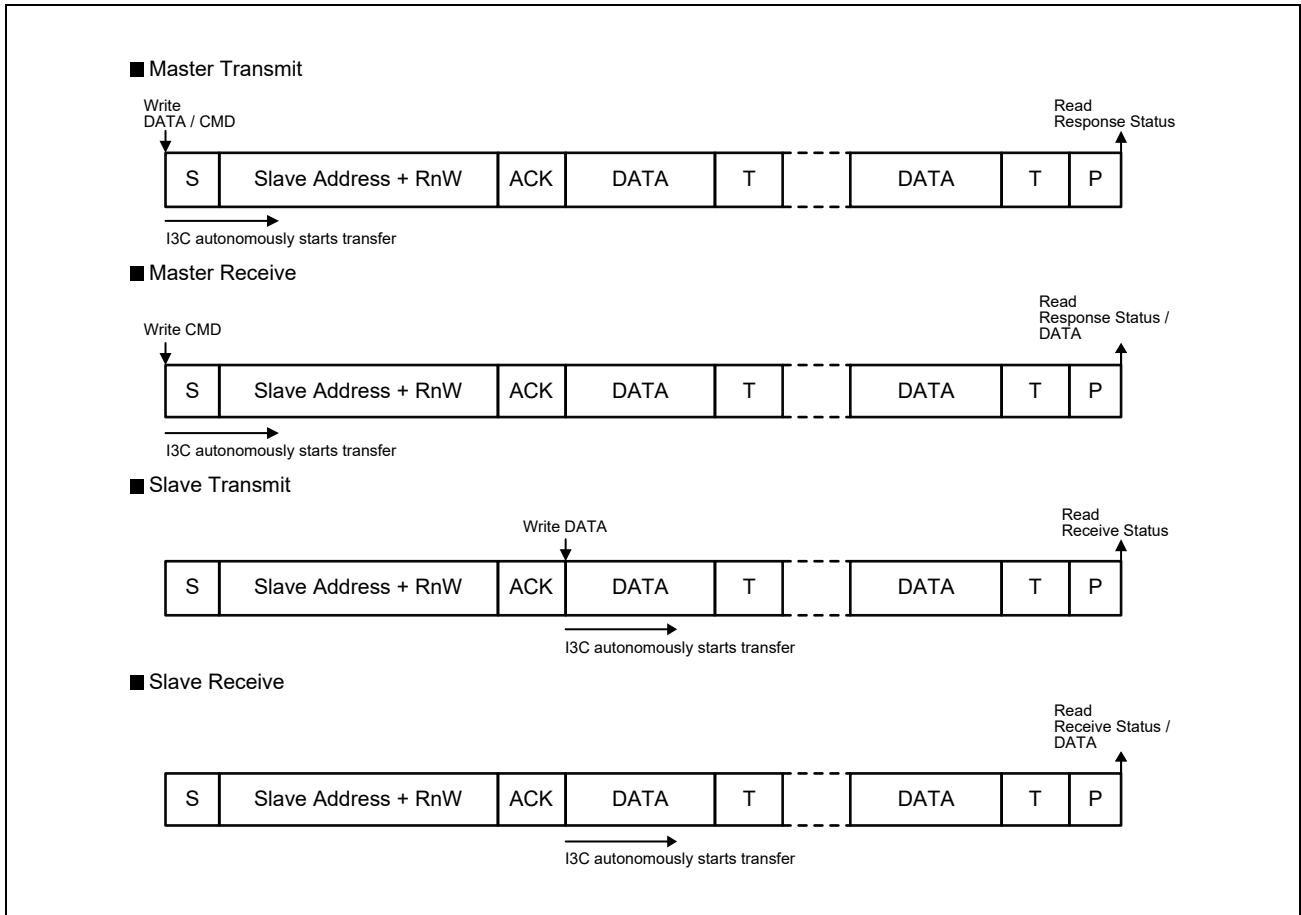 ■ Master Transmit
Write
DATA / CMD
Read
Response Status
S Slave Address + RnW ACK DATA T DATA T P
I3C autonomously starts transfer
■ Master Receive
Write CMD
Read
Response Status /
DATA
S Slave Address + RnW ACK DATA T DATA T P
I3C autonomously starts transfer
■ Slave Transmit
Write DATA
Read
Receive Status
S Slave Address + RnW ACK DATA T DATA T P
I3C autonomously starts transfer
■ Slave Receive
Read
Receive Status /
DATA
S Slave Address + RnW ACK DATA T DATA T P
I3C autonomously starts transfer